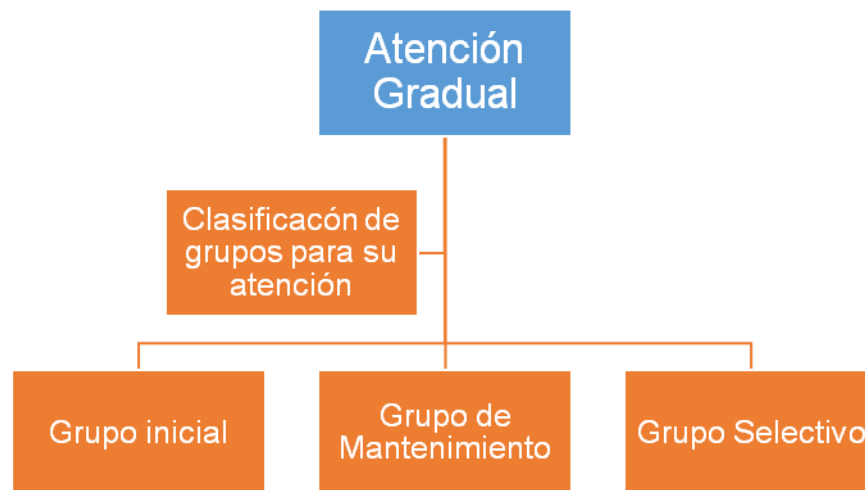 Atención
Gradual
Clasificacón de
grupos para su
atención
Grupo inicial
Grupo de
Mantenimiento
Grupo Selectivo